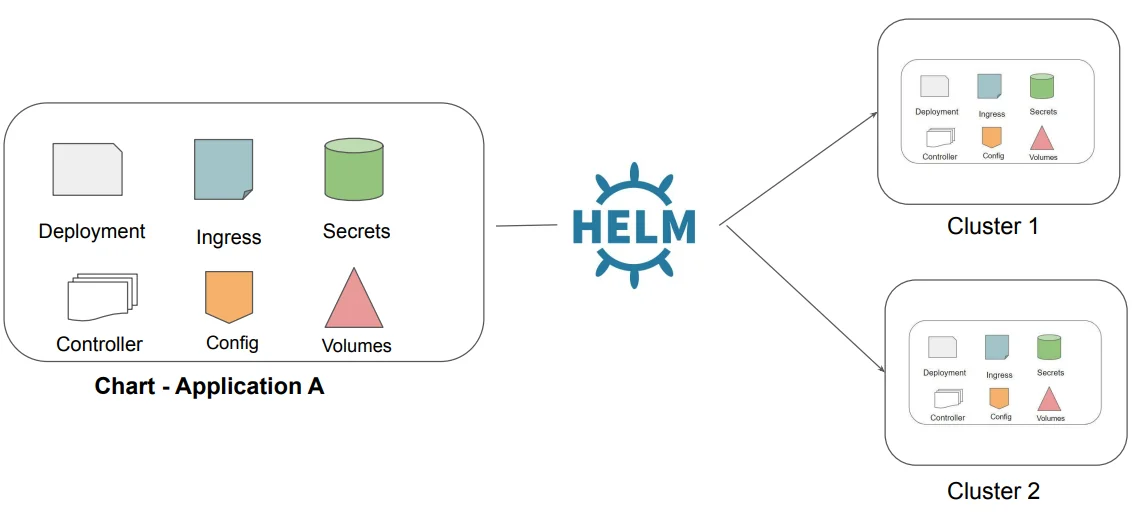 Deployment
Ingress
Secrets
Controller
Config
Volumes
Chart - Application A
HELM
Deployment
Ingress
Secrets
Controller
Config
Volumes
Cluster 1
Deployment
Ingress
Secrets
Controller
Config
Volumes
Cluster 2